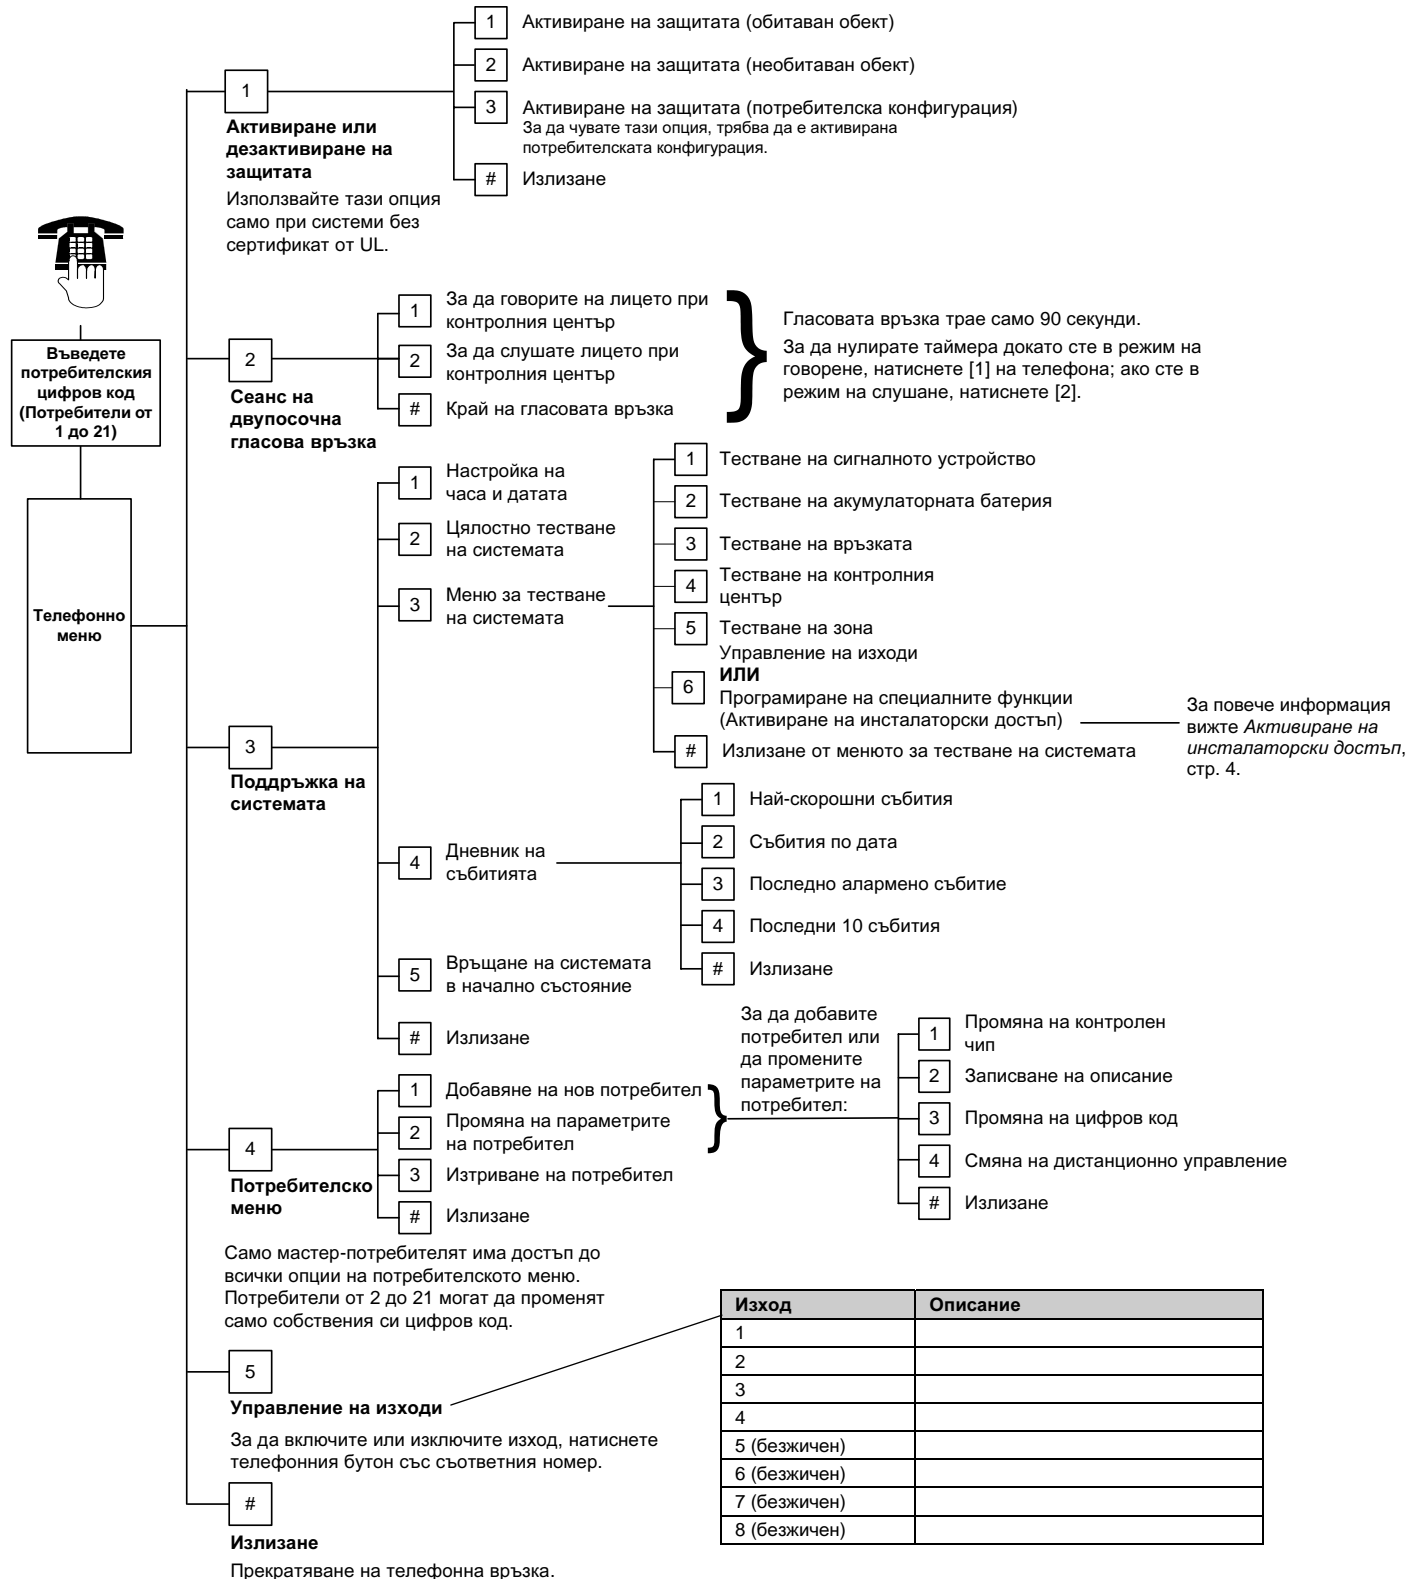 Въведете
потребителския
цифров код
(Потребители от
1 до 21)
Телефонно
меню
1
Активиране или
дезактивиране на
защитата
Използвайте тази опция
само при системи без
сертификат от UL.
1 Активиране на защитата (обитаван обект)
2 Активиране на защитата (необитаван обект)
3 Активиране на защитата (потребителска конфигурация)
За да чувате тази опция, трябва да е активирана
потребителската конфигурация.
# Излизане
2
Сеанс на
двупосочна
гласова връзка
1 За да говорите на лицето при
контролния център
2 За да слушате лицето при
контролния център
# Край на гласовата връзка
Гласовата връзка трае само 90 секунди.
За да нулирате таймера докато сте в режим на
говорене, натиснете [1] на телефона; ако сте в
режим на слушане, натиснете [2].
3
Поддръжка на
системата
1 Настройка на
часа и датата
2 Цялостно тестване
на системата
3 Меню за тестване
на системата
1 Тестване на сигналното устройство
2 Тестване на акумулаторната батерия
3 Тестване на връзката
4 Тестване на контролния
център
5 Тестване на зона
Управление на изходи
6 ИЛИ
Програмиране на специалните функции
(Активиране на инсталаторски достъп)
# Излизане от менюто за тестване на системата
За повече информация
вижте Активиране на
инсталаторски достъп,
стр. 4.
4 Дневник на
събитията
1 Най-скорошни събития
2 Събития по дата
3 Последно алармено събитие
4 Последни 10 събития
# Излизане
5 Връщане на системата
в начално състояние
# Излизане
4
Потребителско
меню
1 Добавяне на нов потребител
2 Промяна на параметрите
на потребител
3 Изтриване на потребител
# Излизане
За да добавите
потребител или
да промените
параметрите на
потребител:
1 Промяна на контролен
чип
2 Записване на описание
3 Промяна на цифров код
4 Смяна на дистанционно управление
# Излизане
Само мастер-потребителят има достъп до
всички опции на потребителското меню.
Потребители от 2 до 21 могат да променят
само собствения си цифров код.
5
Управление на изходи
За да включите или изключите изход, натиснете
телефонния бутон със съответния номер.
#
Излизане
Прекратяване на телефонна връзка.
Изход Описание
1
2
3
4
5 (безжичен)
6 (безжичен)
7 (безжичен)
8 (безжичен)